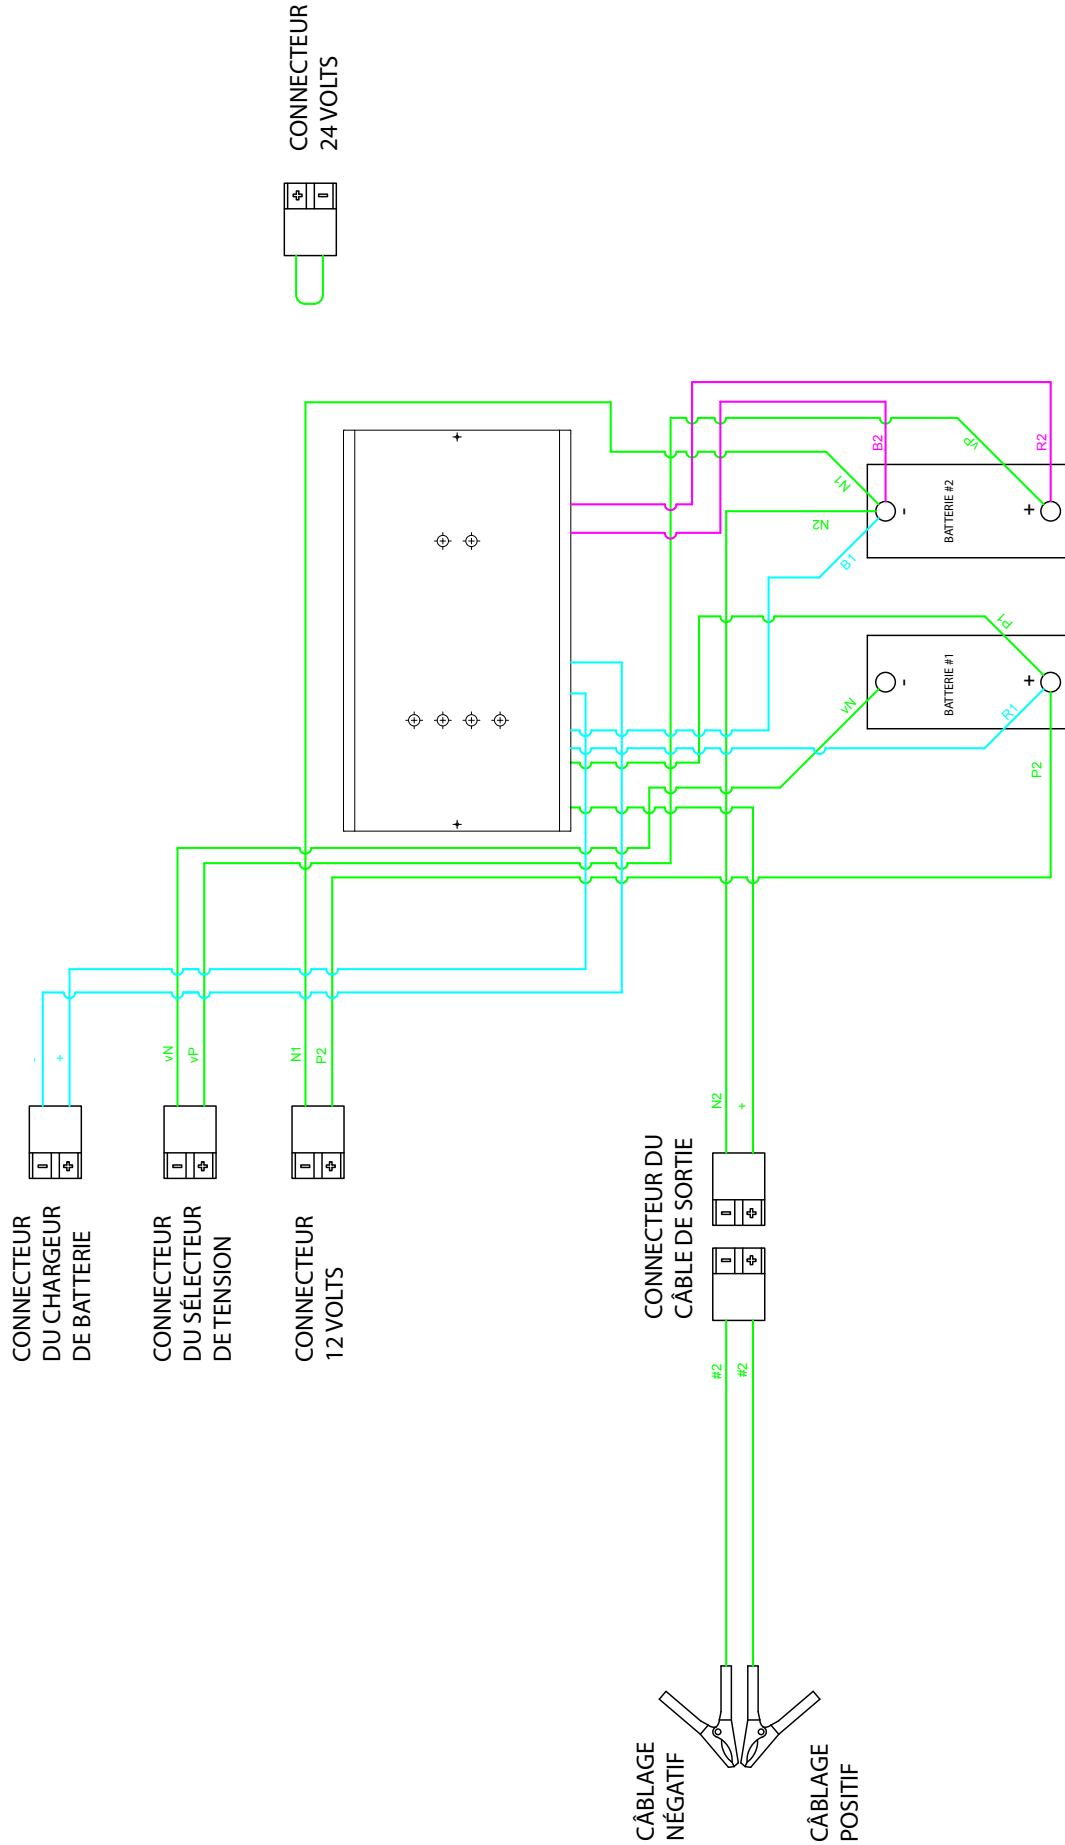 CONNECTEUR
24 VOLTS
+
-
CONNECTEUR
DU CHARGEUR
DE BATTERIE
-
+
-
+
CONNECTEUR
DU SÉLECTEUR
DE TENSION
-
+
vN
vP
CONNECTEUR
12 VOLTS
-
+
N1
P2
CONNECTEUR DU
CÂBLE DE SORTIE
-
+
-
+
N2
+
#2
#2
CÂBLAGE
NÉGATIF
CÂBLAGE
POSITIF
BATTERIE #1
-
+
vN
P1
R1
P2
BATTERIE #2
-
+
N1
N2
B1
B2
vP
R2